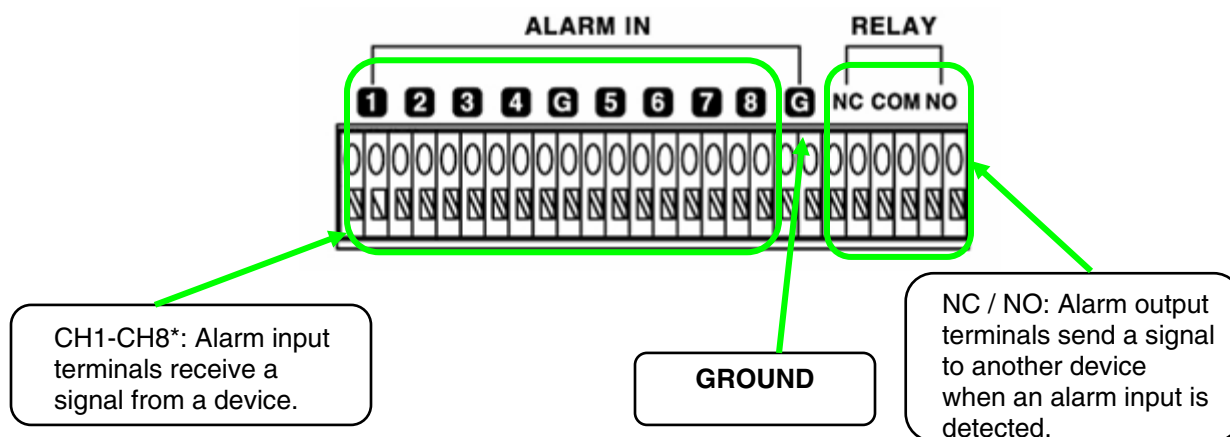 ALARM IN RELAY
1 2 3 4 G 5 6 7 8 G NC COM NO
CH1-CH8*: Alarm input
terminals receive a
signal from a device.
GROUND
NC / NO: Alarm output
terminals send a signal
to another device
when an alarm input is
detected.